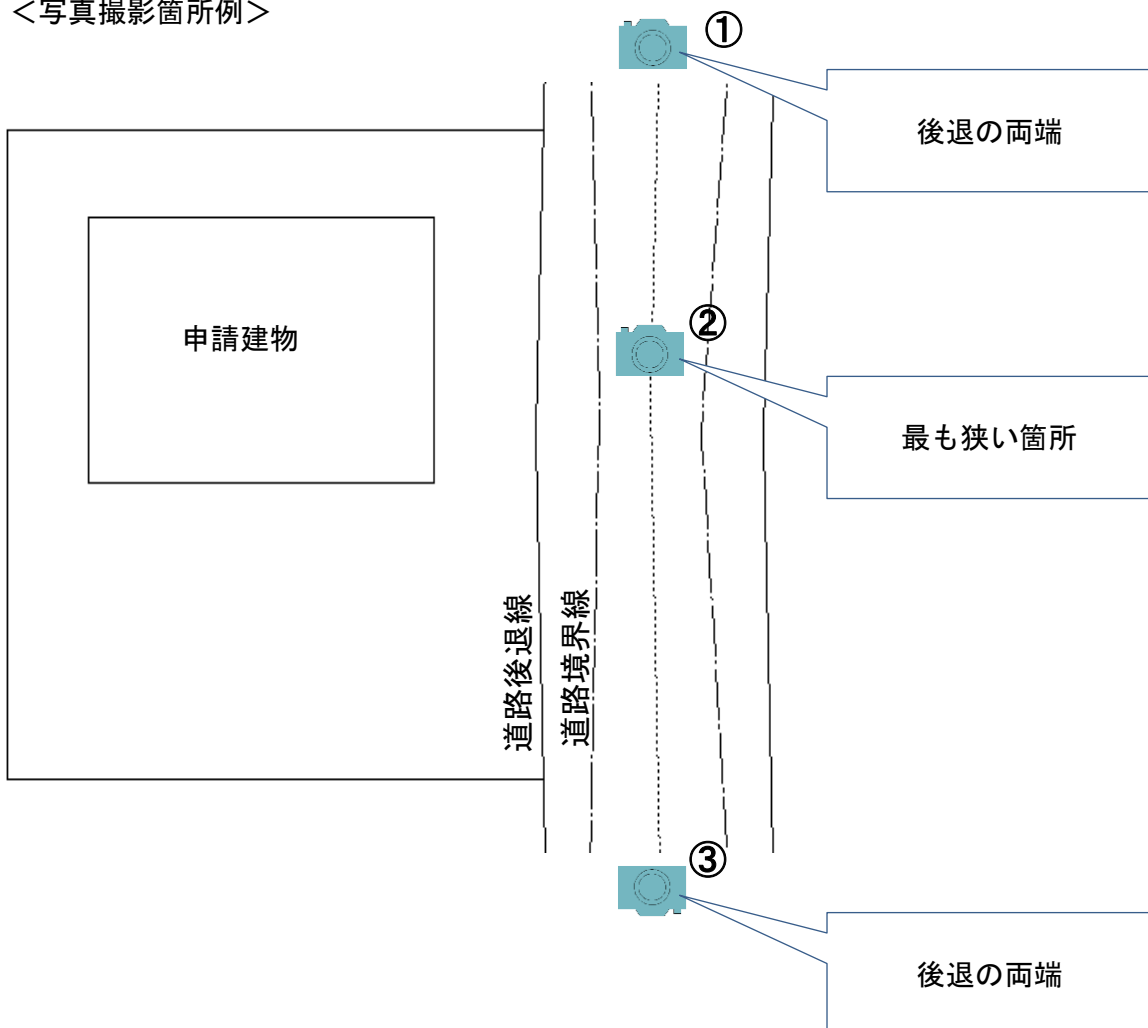 <写真撮影箇所例>
①
後退の両端
②
申請建物
最も狭い箇所
道路後退線
道路境界線
③
後退の両端